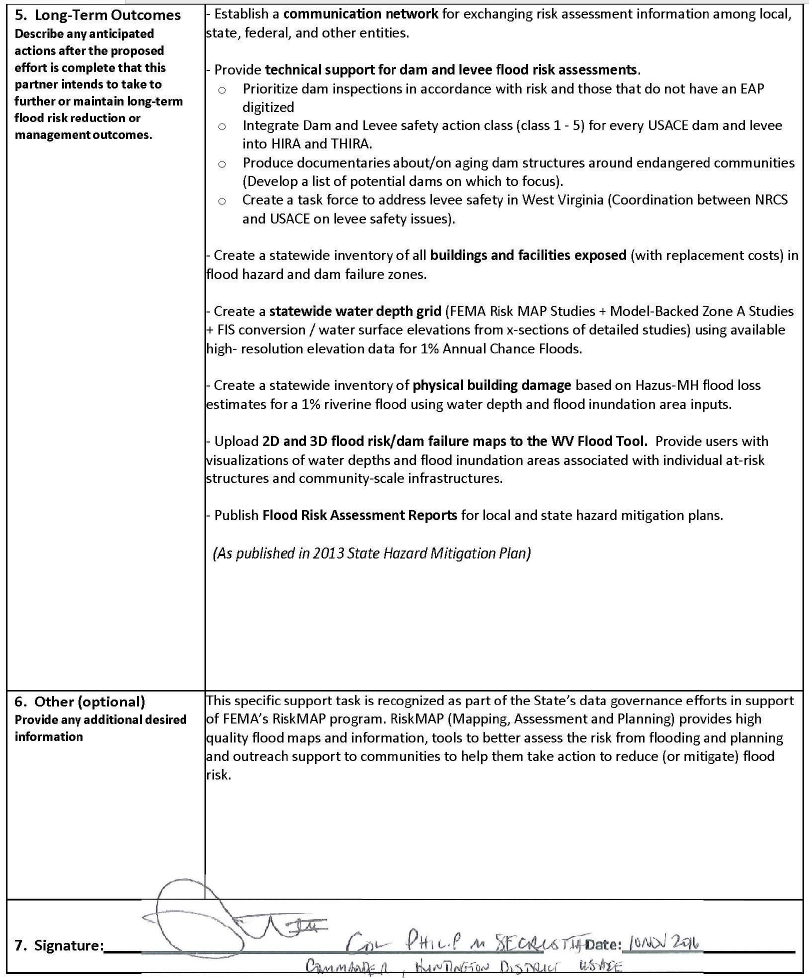 5. Long-Term Outcomes
Describe any anticipated
actions after the proposed
effort is complete that this
partner intends to take to
further or maintain long-term
flood risk reduction or
management outcomes.
- Establish a communication network for exchanging risk assessment information among local,
state, federal, and other entities.
- Provide technical support for dam and levee flood risk assessments.
o Prioritize dam inspections in accordance with risk and those that do not have an EAP
digitized
o Integrate Dam and Levee safety action class (class 1 - 5) for every USACE dam and levee
into HIRA and THIRA.
o Produce documentaries about/on aging dam structures around endangered communities
(Develop a list of potential dams on which to focus).
o Create a task force to address levee safety in West Virginia (Coordination between NRCS
and USACE on levee safety issues).
- Create a statewide inventory of all buildings and facilities exposed (with replacement costs) in
flood hazard and dam failure zones.
- Create a statewide water depth grid (FEMA Risk MAP Studies + Model-Backed Zone A Studies
+ FIS conversion / water surface elevations from x-sections of detailed studies) using available
high- resolution elevation data for 1% Annual Chance Floods.
- Create a statewide inventory of physical building damage based on Hazus-MH flood loss
estimates for a 1% riverine flood using water depth and flood inundation area inputs.
- Upload 2D and 3D flood risk/dam failure maps to the WV Flood Tool. Provide users with
visualizations of water depths and flood inundation areas associated with individual at-risk
structures and community-scale infrastructures.
- Publish Flood Risk Assessment Reports for local and state hazard mitigation plans.
(As published in 2013 State Hazard Mitigation Plan)
6. Other (optional)
Provide any additional desired
information
This specific support task is recognized as part of the State's data governance efforts in support
of FEMA's RiskMAP program. RiskMAP (Mapping, Assessment and Planning) provides high
quality flood maps and information, tools to better assess the risk from flooding and planning
and outreach support to communities to help them take action to reduce (or mitigate) flood
risk.
7. Signature: COL PHILIP M SECRIST III Date: 10 NOV 2016
COMMANDER, HUNTINGTON DISTRICT USACE